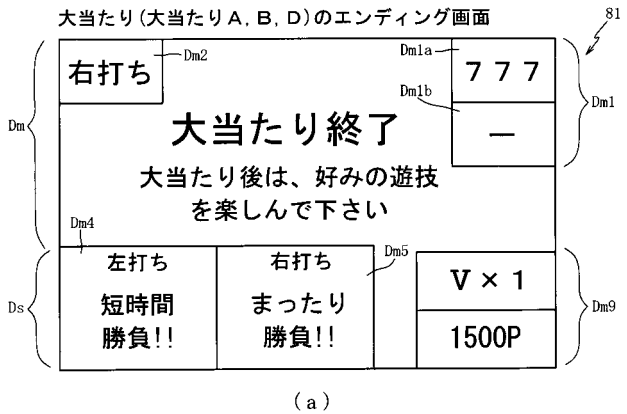 大当たり(大当たりA, B, D)のエンディング画面
81
Dm2
Dm1a
右打ち
7 7 7
Dm1b
Dm
Dm1
大当たり終了
—
大当たり後は、好みの遊技
を楽しんで下さい
Dm4
左打ち
右打ち
Dm5
短時間
まったり
V×1
Ds
Dm9
勝負!!
勝負!!
1500P
(a)